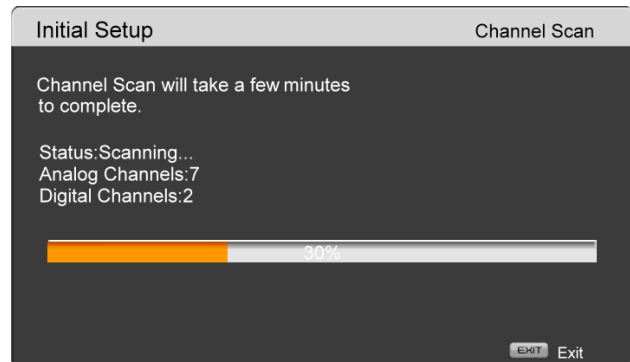 Initial Setup
Channel Scan
Channel Scan will take a few minutes
to complete.
Status:Scanning...
Analog Channels:7
Digital Channels:2
30%
EXIT Exit